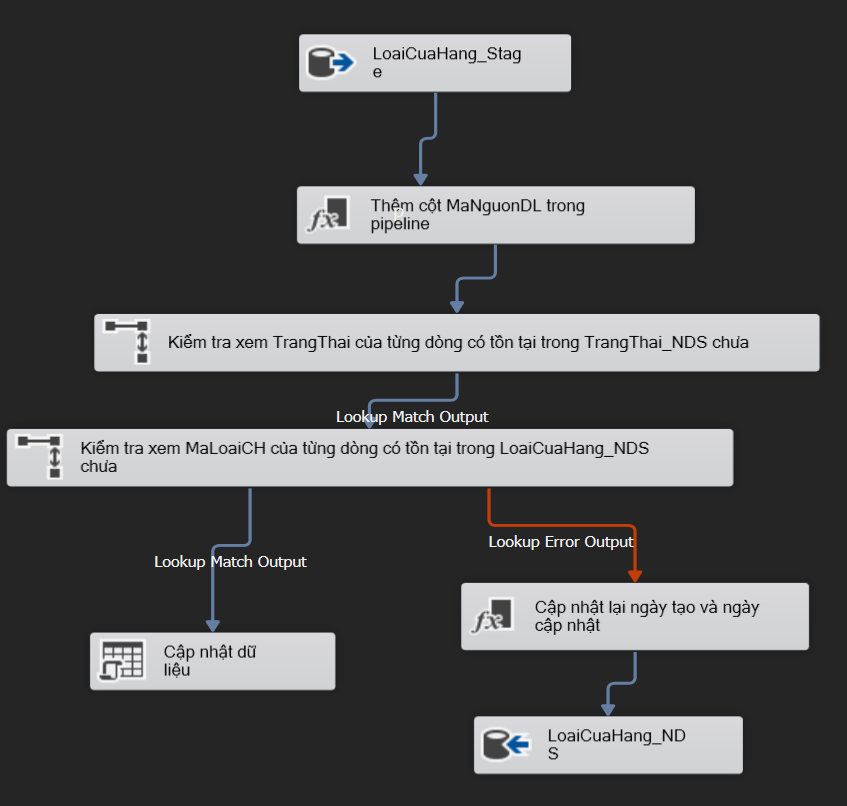 LoaiCuaHang_Stag
e
Thêm cột MaNguonDL trong
pipeline
Kiểm tra xem TrangThai của từng dòng có tồn tại trong TrangThai_NDS chưa
Lookup Match Output
Kiểm tra xem MaLoaiCH của từng dòng có tồn tại trong LoaiCuaHang_NDS
chưa
Lookup Error Output
Lookup Match Output
Cập nhật lại ngày tạo và ngày
cập nhật
Cập nhật dữ
liệu
LoaiCuaHang_ND
S